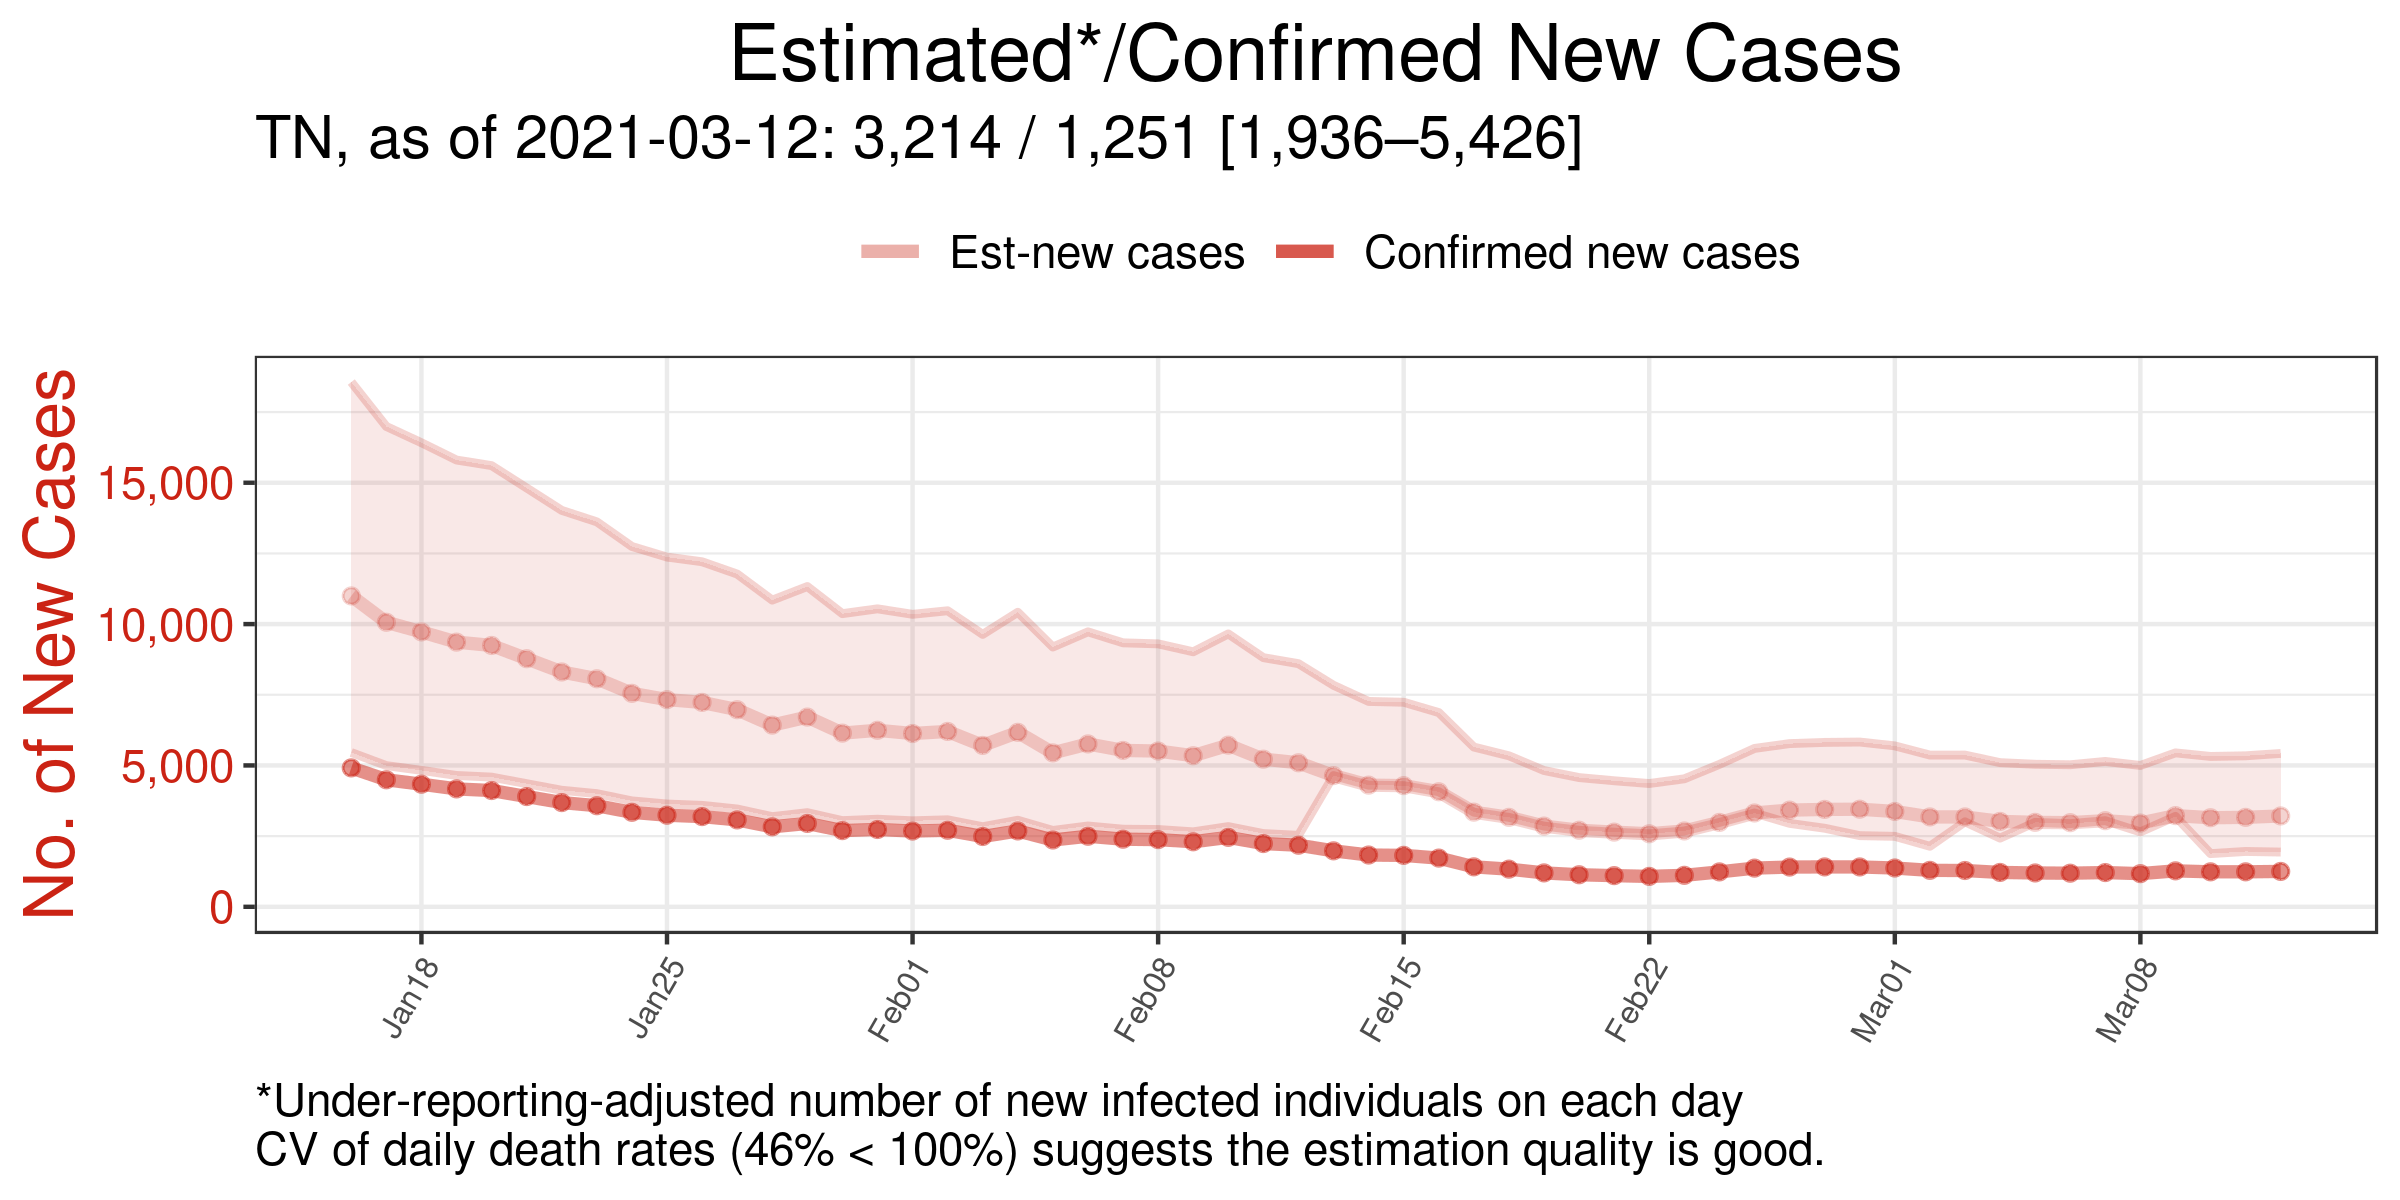 Estimated*/Confirmed New Cases
TN, as of 2021-03-12: 3,214 / 1,251 [1,936–5,426]
Est-new cases
Confirmed new cases
No. of New Cases
15,000
10,000
5,000
0
Jan18
Jan25
Feb01
Feb08
Feb15
Feb22
Mar01
Mar08
*Under-reporting-adjusted number of new infected individuals on each day
CV of daily death rates (46% < 100%) suggests the estimation quality is good.